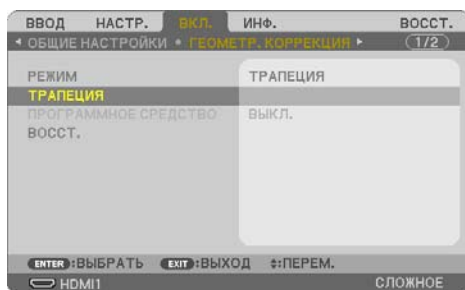 ВВОД НАСТР. ВКЛ. ИНФ. ВОССТ.
ОБЩИЕ НАСТРОЙКИ • ГЕОМЕТР. КОРРЕКЦИЯ 1/2
РЕЖИМ ТРАПЕЦИЯ
ТРАПЕЦИЯ
ПРОГРАММНОЕ СРЕДСТВО ВЫКЛ.
ВОССТ.
ENTER :ВЫБРАТЬ EXIT :ВЫХОД :ПЕРЕМ.
HDMI1 СЛОЖНОЕ